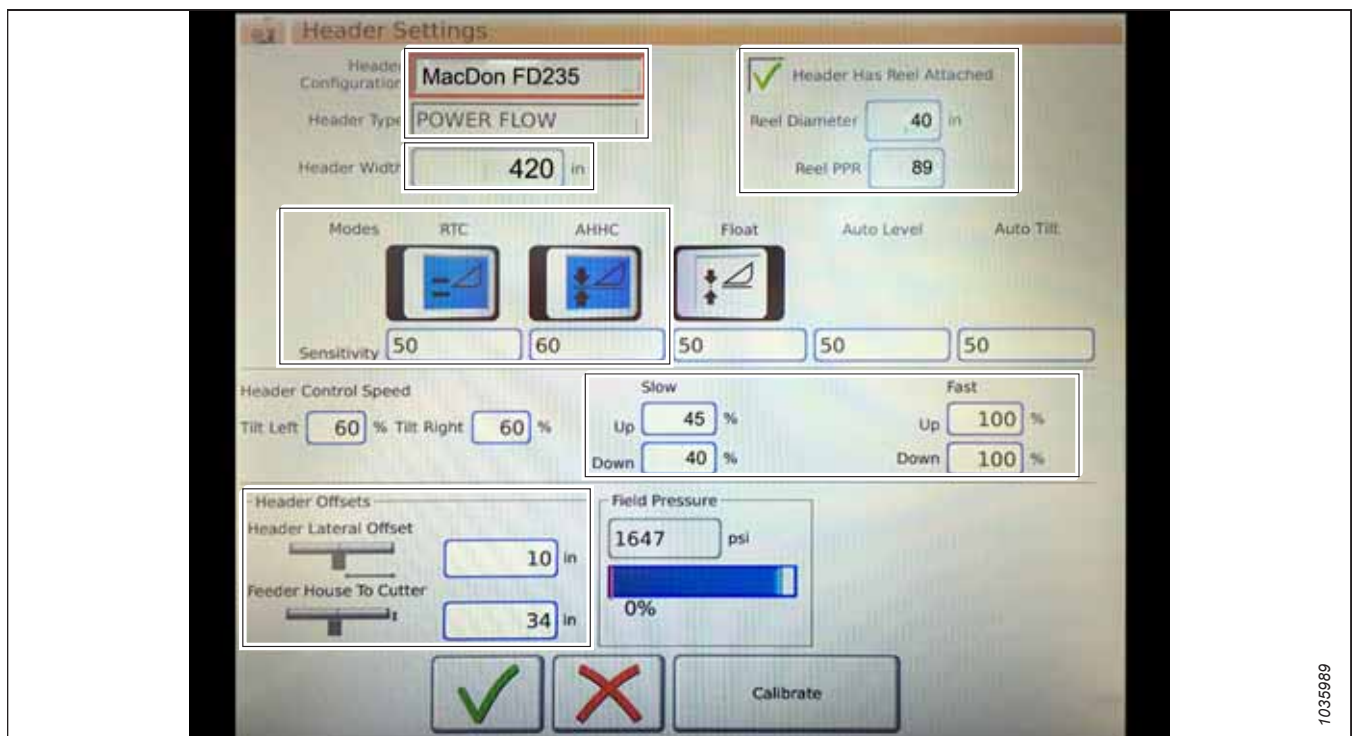 Header Settings
Header
Configuration
MacDon FD235
Header Has Reel Attached
Header Type
POWER FLOW
Reel Diameter
40 in
Header Width
420 in
Reel PPR
89
Modes
RTC
AHHC
Float
Auto Level
Auto Tilt
Sensitivity
50
60
50
50
50
Header Control Speed
Slow
Fast
Tilt Left 60 % Tilt Right 60 %
Up 45 %
Up 100 %
Down 40 %
Down 100 %
Header Offsets
Field Pressure
Header Lateral Offset
1647 psi
10 in
Feeder House To Cutter
0%
34 in
Calibrate
1035989